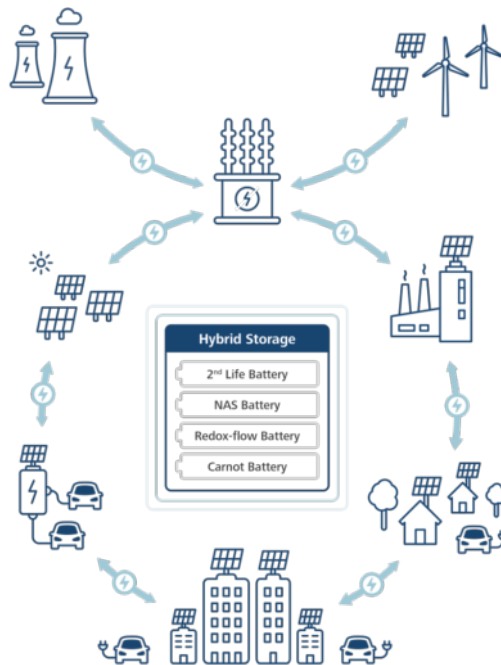 Hybrid Storage
2nd Life Battery
NAS Battery
Redox-flow Battery
Carnot Battery